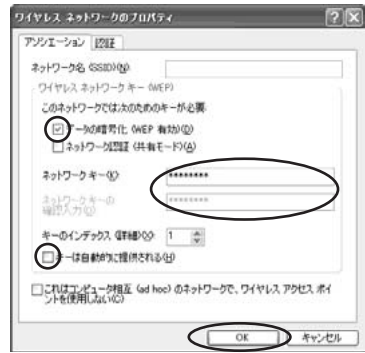 ワイヤレス ネットワークのプロパティ
アソシエーション 認証
ネットワーク名 (SSID)(N):
ワイヤレス ネットワーク キー (WEP)
このネットワークでは次のためのキーが必要:
データの暗号化 (WEP 有効)(D)
ネットワーク認証 (共有モード)(A)
ネットワーク キー(K): ********
ネットワーク キーの 確認入力(O): ********
キーのインデックス (詳細)(X): 1
キーは自動的に提供される(H)
これはコンピュータ相互 (ad hoc) のネットワークで、ワイヤレス アクセス ポイ
ントを使用しない(C)
OK キャンセル